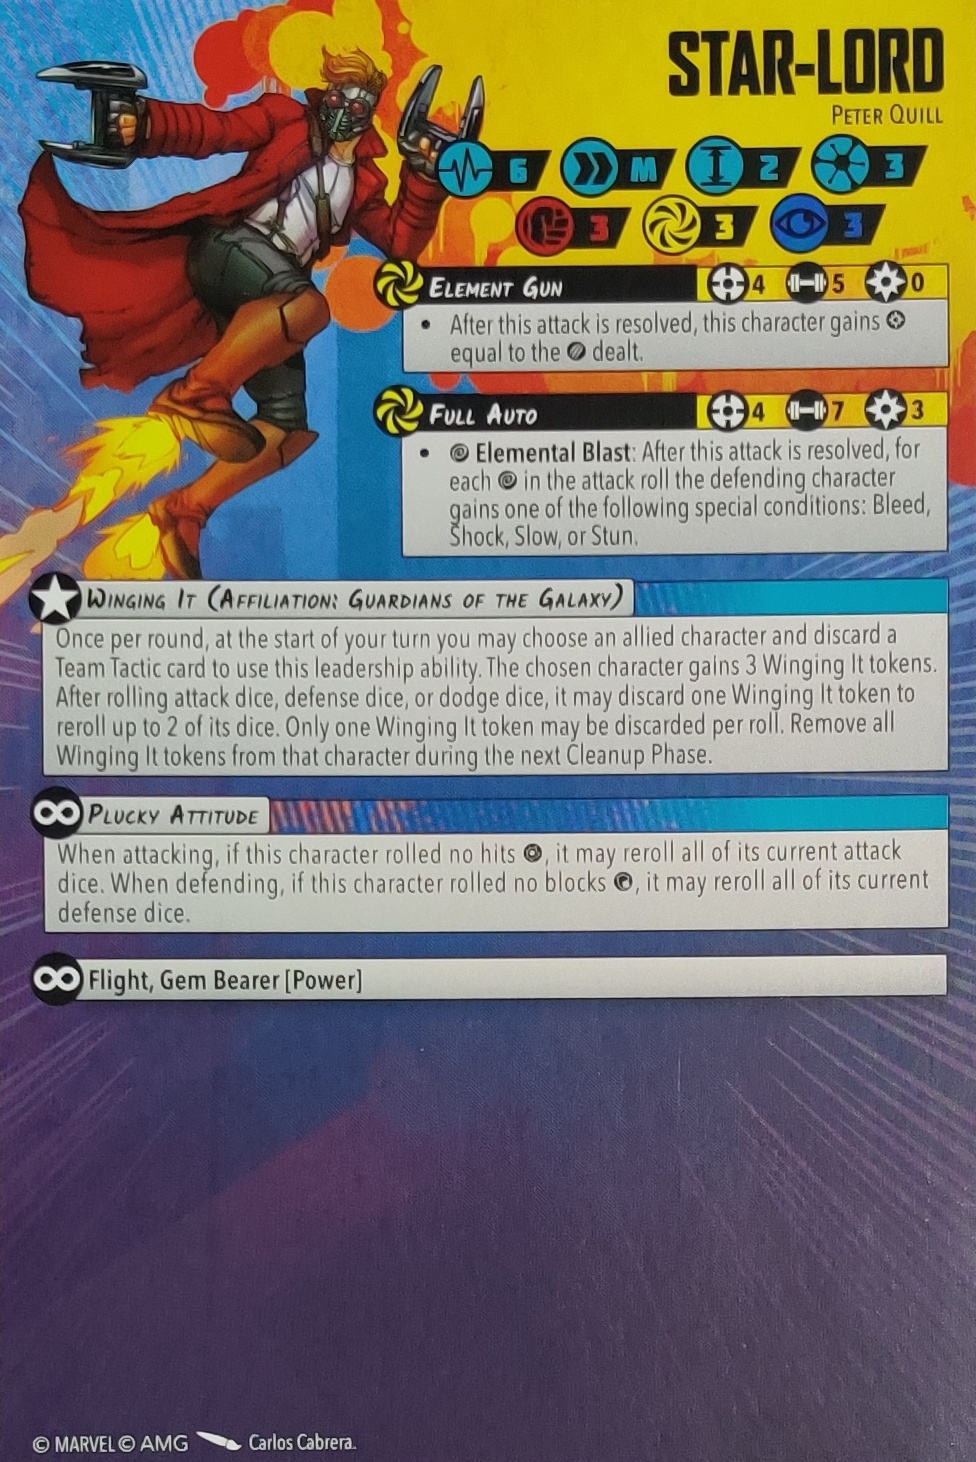 STAR-LORD
PETER QUILL
6 M 2 3
3 3 3
ELEMENT GUN 4 5 0
• After this attack is resolved, this character gains
equal to the dealt.
FULL AUTO 4 7 3
• Elemental Blast: After this attack is resolved, for
each in the attack roll the defending character
gains one of the following special conditions: Bleed,
Shock, Slow, or Stun.
WINGING IT (AFFILIATION: GUARDIANS OF THE GALAXY)
Once per round, at the start of your turn you may choose an allied character and discard a
Team Tactic card to use this leadership ability. The chosen character gains 3 Winging It tokens.
After rolling attack dice, defense dice, or dodge dice, it may discard one Winging It token to
reroll up to 2 of its dice. Only one Winging It token may be discarded per roll. Remove all
Winging It tokens from that character during the next Cleanup Phase.
PLUCKY ATTITUDE
When attacking, if this character rolled no hits , it may reroll all of its current attack
dice. When defending, if this character rolled no blocks , it may reroll all of its current
defense dice.
Flight, Gem Bearer [Power]
© MARVEL © AMG Carlos Cabrera.